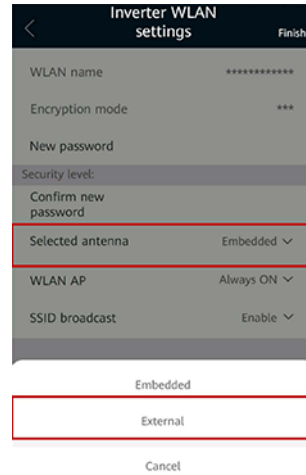 Inverter WLAN
settings
Finish
WLAN name ************
Encryption mode ***
New password
Security level:
Confirm new
password
Selected antenna Embedded
WLAN AP Always ON
SSID broadcast Enable
Embedded
External
Cancel